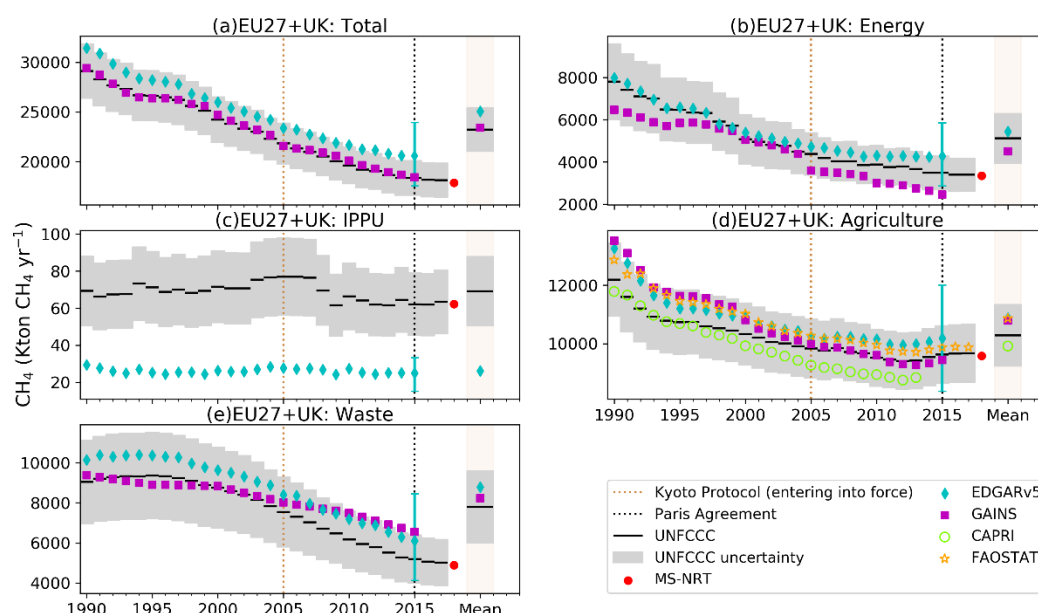 (a)EU27+UK: Total
30000
25000
20000
(b)EU27+UK: Energy
8000
6000
4000
2000
CH₄ (Kton CH₄ yr⁻¹)
(c)EU27+UK: IPPU
100
80
60
40
20
(d)EU27+UK: Agriculture
12000
10000
1990 1995 2000 2005 2010 2015 Mean
(e)EU27+UK: Waste
10000
8000
6000
4000
1990 1995 2000 2005 2010 2015 Mean
Kyoto Protocol (entering into force)
Paris Agreement
UNFCCC
UNFCCC uncertainty
MS-NRT
EDGARv5
GAINS
CAPRI
FAOSTAT